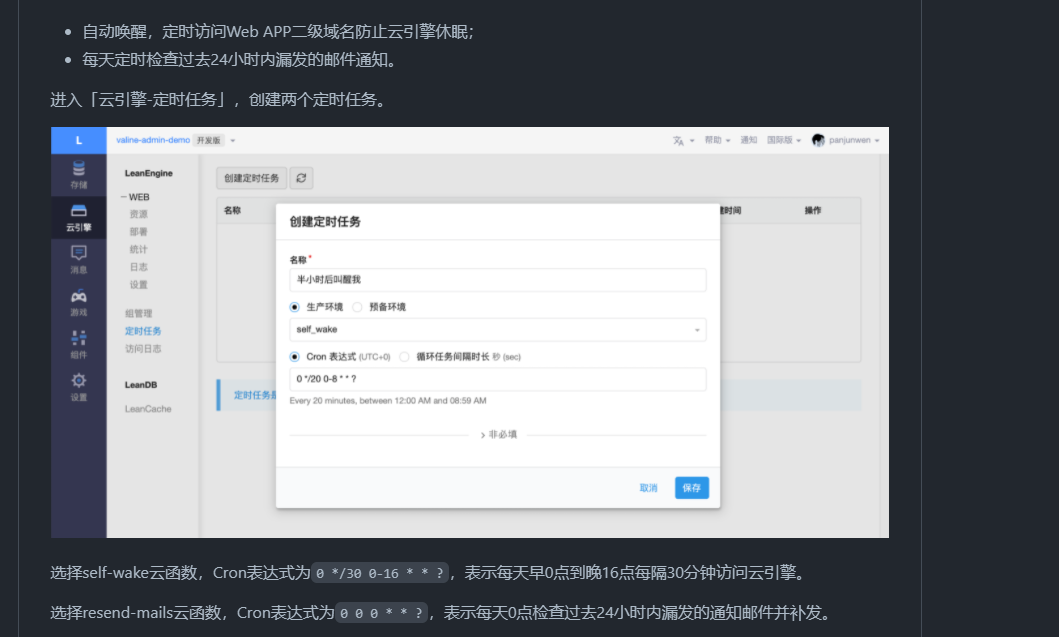 自动唤醒，定时访问Web APP二级域名防止云引擎休眠；
每天定时检查过去24小时内漏发的邮件通知。
进入「云引擎-定时任务」，创建两个定时任务。
L
valine-admin-demo 开发版
帮助 通知 国际版 panjunwen
存储
云引擎
消息
游戏
组件
设置
LeanEngine
WEB
资源
部署
统计
日志
设置
组管理
定时任务
访问日志
LeanDB
LeanCache
创建定时任务
名称 建时间 操作
定时任务是
创建定时任务
名称*
半小时后叫醒我
生产环境 预备环境
self_wake
Cron 表达式 (UTC+0) 循环任务间隔时长 秒 (sec)
0 */20 0-8 * * ?
Every 20 minutes, between 12:00 AM and 08:59 AM
非必填
取消 保存
选择self-wake云函数，Cron表达式为 0 */30 0-16 * * ? ，表示每天早0点到晚16点每隔30分钟访问云引擎。
选择resend-mails云函数，Cron表达式为 0 0 0 * * ? ，表示每天0点检查过去24小时内漏发的通知邮件并补发。